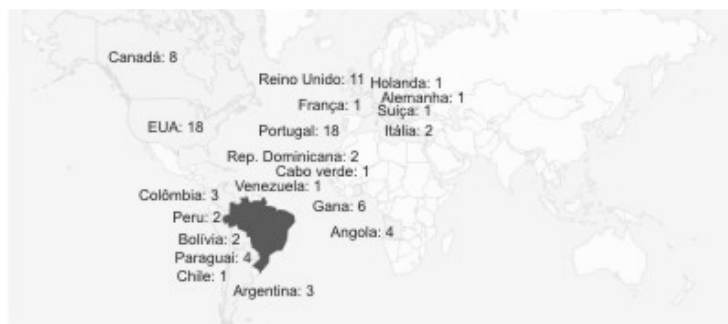 Canadá: 8
Reino Unido: 11
Holanda: 1
Alemanha: 1
França: 1
Suiça: 1
EUA: 18
Portugal: 18
Itália: 2
Rep. Dominicana: 2
Cabo verde: 1
Venezuela: 1
Colômbia: 3
Gana: 6
Peru: 2
Angola: 4
Bolívia: 2
Paraguai: 4
Chile: 1
Argentina: 3